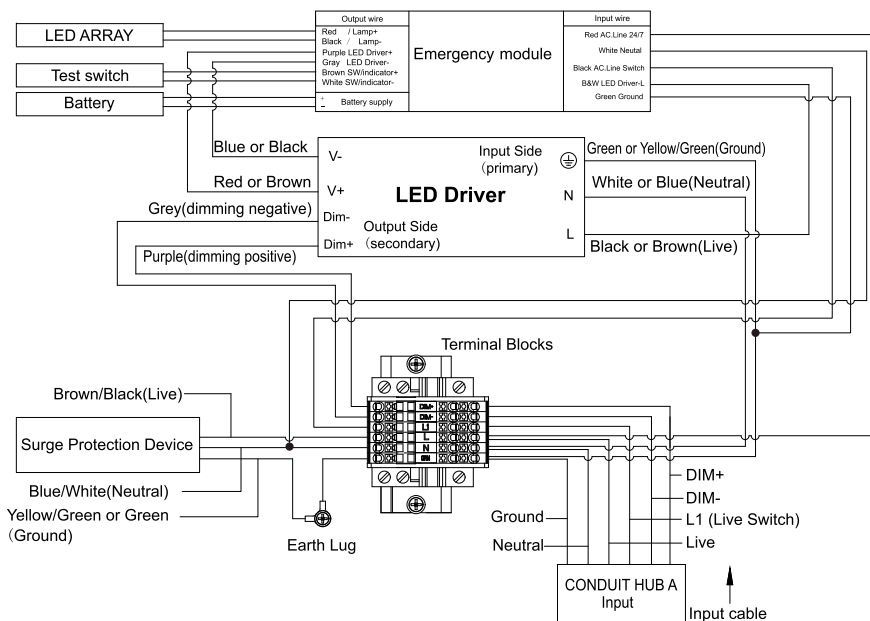 Output wire
Input wire
LED ARRAY
Red / Lamp+
Black / Lamp-
Purple LED Driver+
Gray LED Driver-
Brown SW/indicator+
White SW/indicator-
+
-
Battery supply
Emergency module
Red AC.Line 24/7
White Neutal
Black AC.Line Switch
B&W LED Driver-L
Green Ground
Test switch
Battery
Blue or Black
V-
Input Side
(primary)
Green or Yellow/Green(Ground)
Red or Brown
V+
LED Driver
N
White or Blue(Neutral)
Grey(dimming negative)
Dim-
Output Side
(secondary)
L
Dim+
Purple(dimming positive)
Black or Brown(Live)
Terminal Blocks
Brown/Black(Live)
DIM+
DIM-
L1
L
N
GRN
Surge Protection Device
Blue/White(Neutral)
Yellow/Green or Green
(Ground)
Earth Lug
DIM+
DIM-
Ground
L1 (Live Switch)
Neutral
Live
CONDUIT HUB A
Input
Input cable